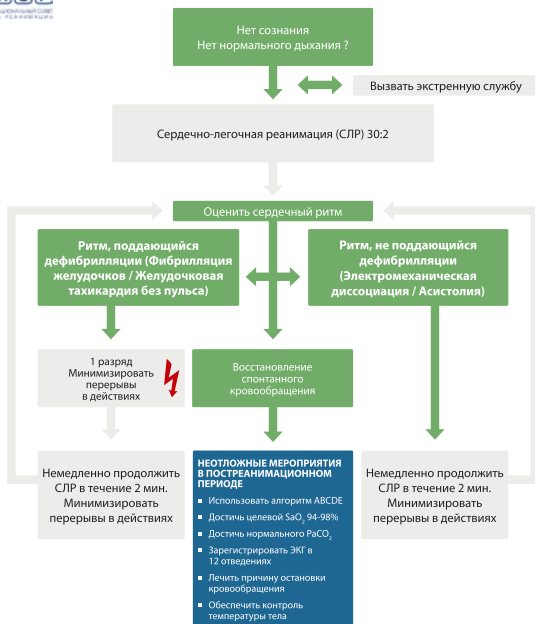 Нет сознания
Нет нормального дыхания ?
Вызвать экстренную службу
Сердечно-легочная реанимация (СЛР) 30:2
Оценить сердечный ритм
Ритм, поддающийся
дефибрилляции (Фибрилляция
желудочков / Желудочковая
тахикардия без пульса)
Ритм, не поддающийся
дефибрилляции
(Электромеханическая
диссоциация / Асистолия)
1 разряд
Минимизировать
перерывы
в действиях
Восстановление
спонтанного
кровообращения
Немедленно продолжить
СЛР в течение 2 мин.
Минимизировать
перерывы в действиях
НЕОТЛОЖНЫЕ МЕРОПРИЯТИЯ
В ПОСТРЕАНИМАЦИОННОМ
ПЕРИОДЕ
▪ Использовать алгоритм ABCDE
▪ Достичь целевой SaO2 94-98%
▪ Достичь нормального PaCO2
▪ Зарегистрировать ЭКГ в
12 отведениях
▪ Лечить причину остановки
кровообращения
▪ Обеспечить контроль
температуры тела
Немедленно продолжить
СЛР в течение 2 мин.
Минимизировать
перерывы в действиях